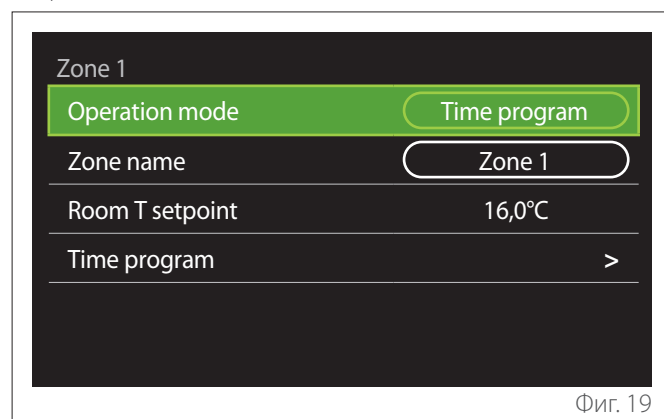 Zone 1
Operation mode Time program
Zone name Zone 1
Room T setpoint 16,0°C
Time program >
Фиг. 19